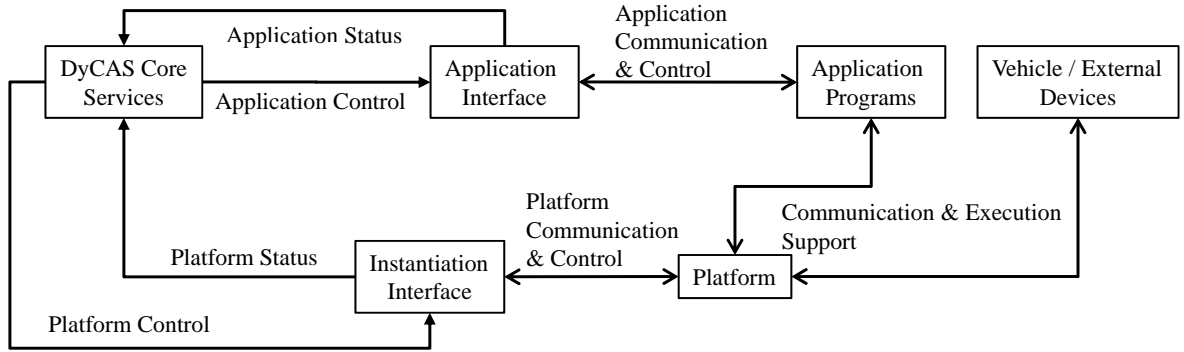 Application Status
DyCAS Core
Services
Application Control
Application
Interface
Application
Communication
& Control
Application
Programs
Vehicle / External
Devices
Platform Status
Instantiation
Interface
Platform
Communication
& Control
Platform
Communication & Execution
Support
Platform Control